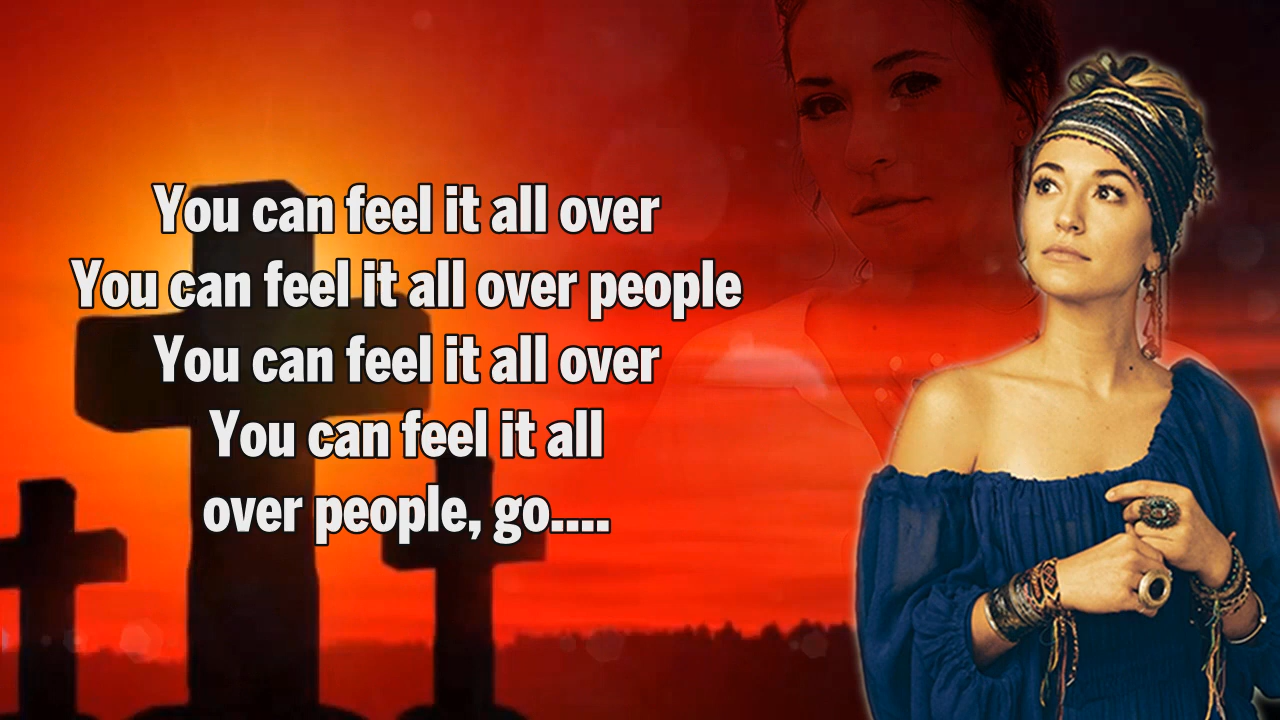 You can feel it all over
You can feel it all over people
You can feel it all over
You can feel it all
over people, go....